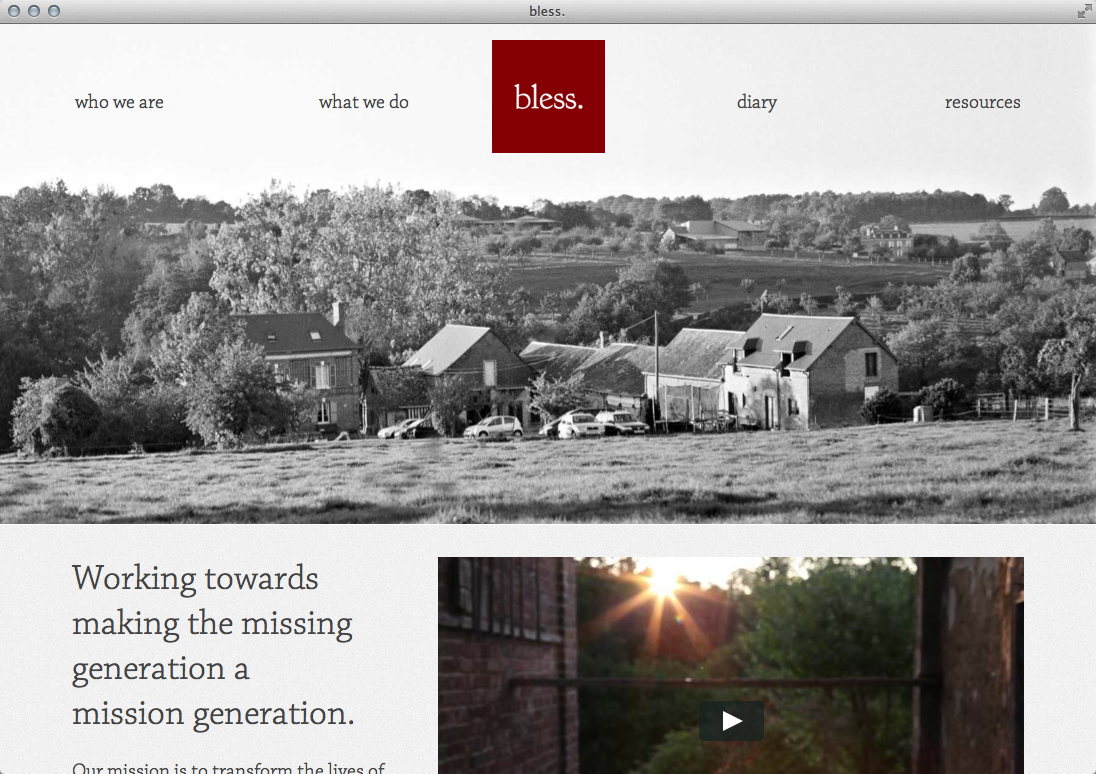 bless.
who we are
what we do
bless.
diary
resources
Working towards
making the missing
generation a
mission generation.
Our mission is to transform the lives of